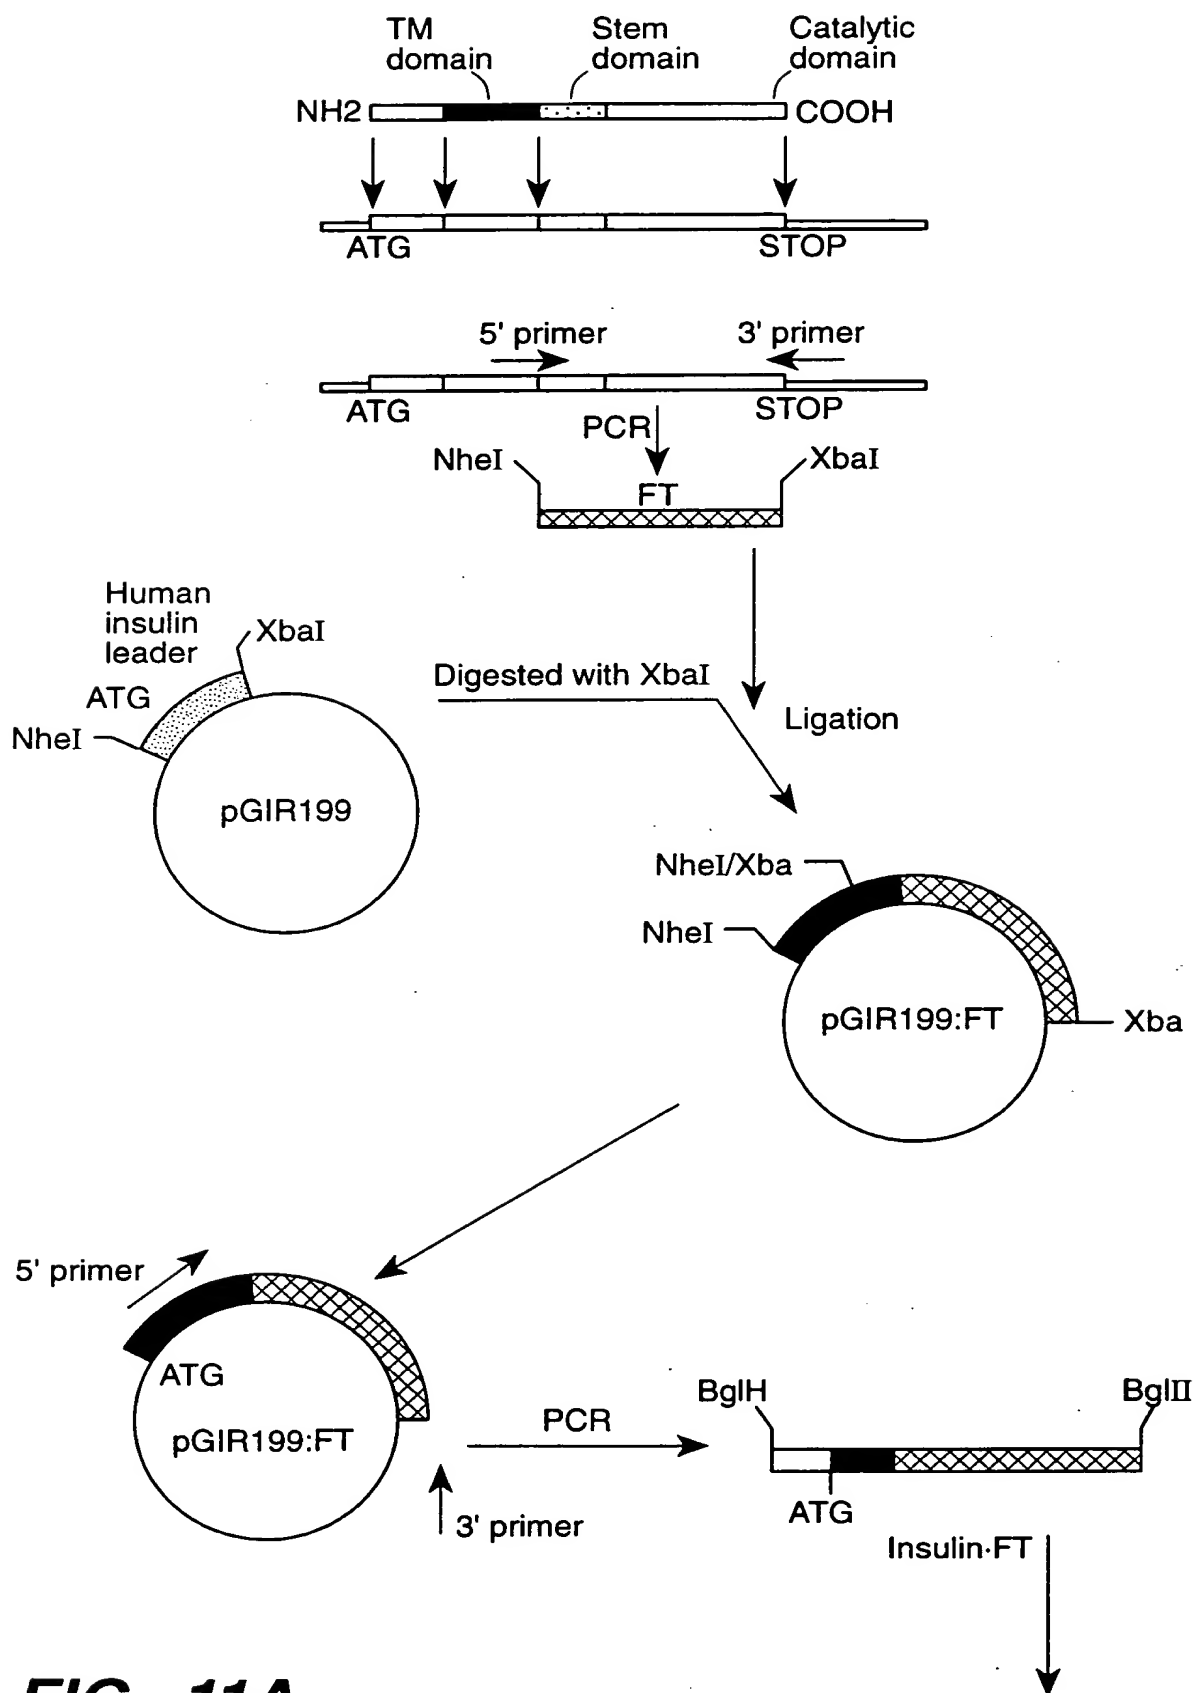 TM
domain
Stem
domain
Catalytic
domain
NH2
COOH
ATG
STOP
5' primer
3' primer
ATG
STOP
PCR
NheI
XbaI
FT
Human
insulin
leader
XbaI
ATG
NheI
pGIR199
Digested with XbaI
Ligation
NheI/Xba
NheI
pGIR199:FT
Xba
5' primer
ATG
pGIR199:FT
3' primer
PCR
BglH
BglII
ATG
Insulin·FT
FIG. 11A